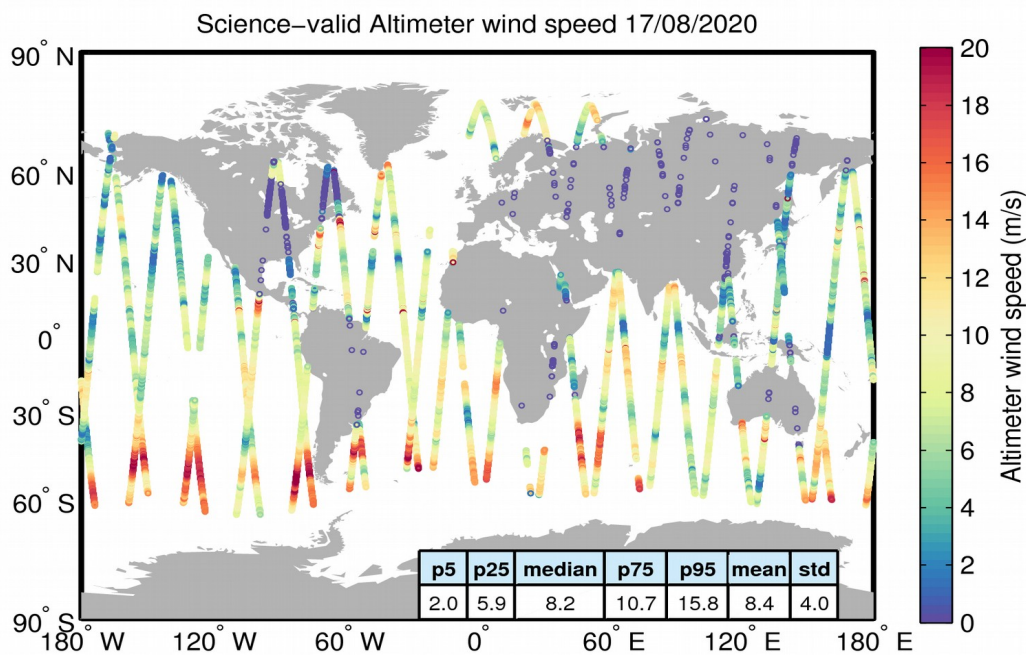 Science−valid Altimeter wind speed 17/08/2020
90° N
60° N
30° N
0°
30° S
60° S
90° S
180° W
120° W
60° W
0°
60° E
120° E
180° E
p5 p25 median p75 p95 mean std
2.0 5.9 8.2 10.7 15.8 8.4 4.0
20
18
16
14
12
10
8
6
4
2
0
Altimeter wind speed (m/s)